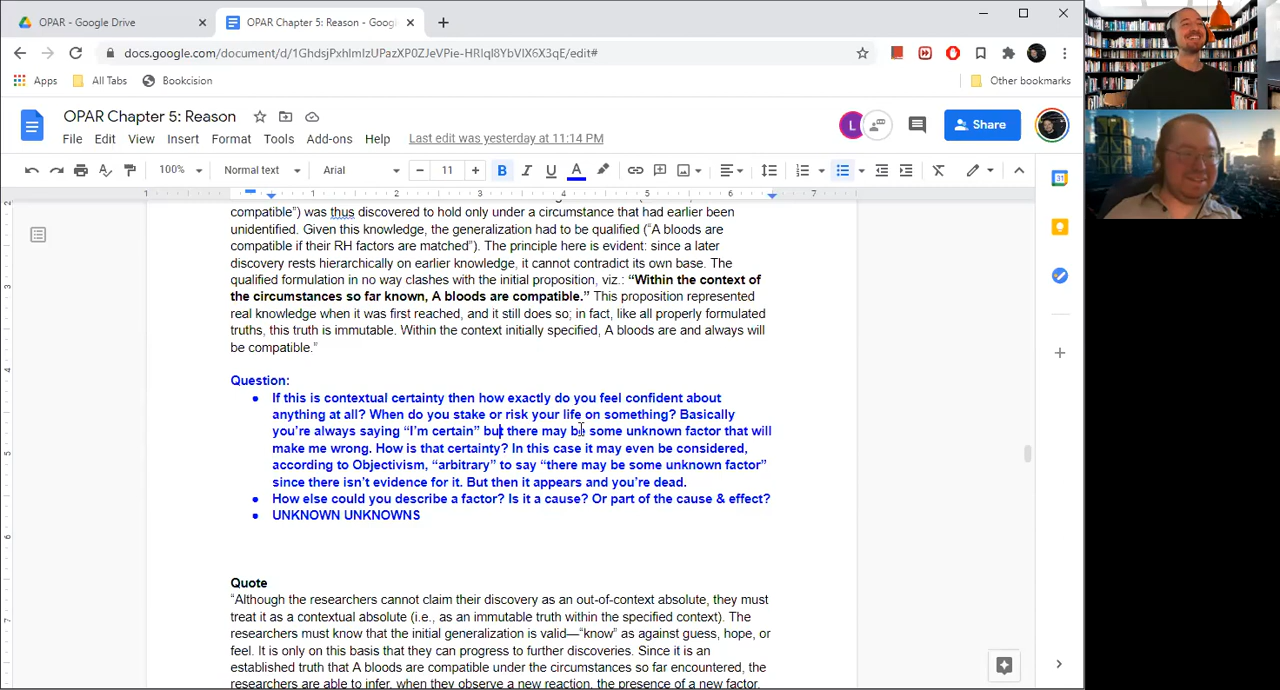 OPAR - Google Drive
OPAR Chapter 5: Reason - Googl
docs.google.com/document/d/1GhdsjPxhlmIzUPazXP0ZJeVPie-HRlqI8YbVlX6X3qE/edit#
Apps All Tabs Bookcision Other bookmarks
OPAR Chapter 5: Reason
L
Share
File Edit View Insert Format Tools Add-ons Help Last edit was yesterday at 11:14 PM
100% Normal text Arial 11 B I U A
1 1 2 3 4 5 6 7
compatible”) was thus discovered to hold only under a circumstance that had earlier been
unidentified. Given this knowledge, the generalization had to be qualified (“A bloods are
compatible if their RH factors are matched”). The principle here is evident: since a later
discovery rests hierarchically on earlier knowledge, it cannot contradict its own base. The
qualified formulation in no way clashes with the initial proposition, viz.: “Within the context of
the circumstances so far known, A bloods are compatible.” This proposition represented
real knowledge when it was first reached, and it still does so; in fact, like all properly formulated
truths, this truth is immutable. Within the context initially specified, A bloods are and always will
be compatible.”
Question:
● If this is contextual certainty then how exactly do you feel confident about
anything at all? When do you stake or risk your life on something? Basically
you’re always saying “I’m certain” but there may be some unknown factor that will
make me wrong. How is that certainty? In this case it may even be considered,
according to Objectivism, “arbitrary” to say “there may be some unknown factor”
since there isn’t evidence for it. But then it appears and you’re dead.
● How else could you describe a factor? Is it a cause? Or part of the cause & effect?
● UNKNOWN UNKNOWNS
Quote
“Although the researchers cannot claim their discovery as an out-of-context absolute, they must
treat it as a contextual absolute (i.e., as an immutable truth within the specified context). The
researchers must know that the initial generalization is valid—“know” as against guess, hope, or
feel. It is only on this basis that they can progress to further discoveries. Since it is an
established truth that A bloods are compatible under the circumstances so far encountered, the
researchers are able to infer, when they observe a new reaction, the presence of a new factor.